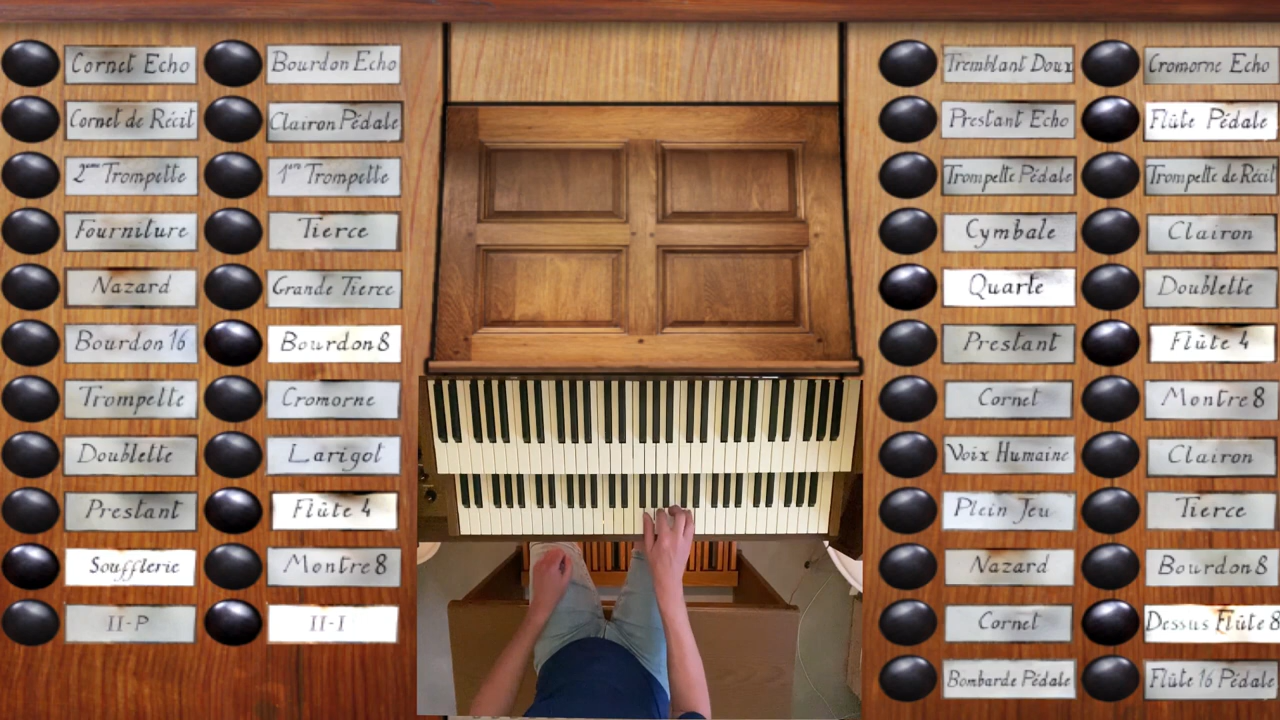 Cornet Echo Bourdon Echo
Cornet de Récit Clairon Pédale
2eme Trompette 1ere Trompette
Fourniture Tierce
Nazard Grande Tierce
Bourdon 16 Bourdon 8
Trompette Cromorne
Doublette Larigot
Prestant Flûte 4
Soufflerie Montre 8
II-P II-I
Tremblant Doux Cromorne Echo
Prestant Echo Flûte Pédale
Trompette Pédale Trompette de Récit
Cymbale Clairon
Quarte Doublette
Prestant Flûte 4
Cornet Montre 8
Voix Humaine Clairon
Plein Jeu Tierce
Nazard Bourdon 8
Cornet Dessus Flûte 8
Bombarde Pédale Flûte 16 Pédale